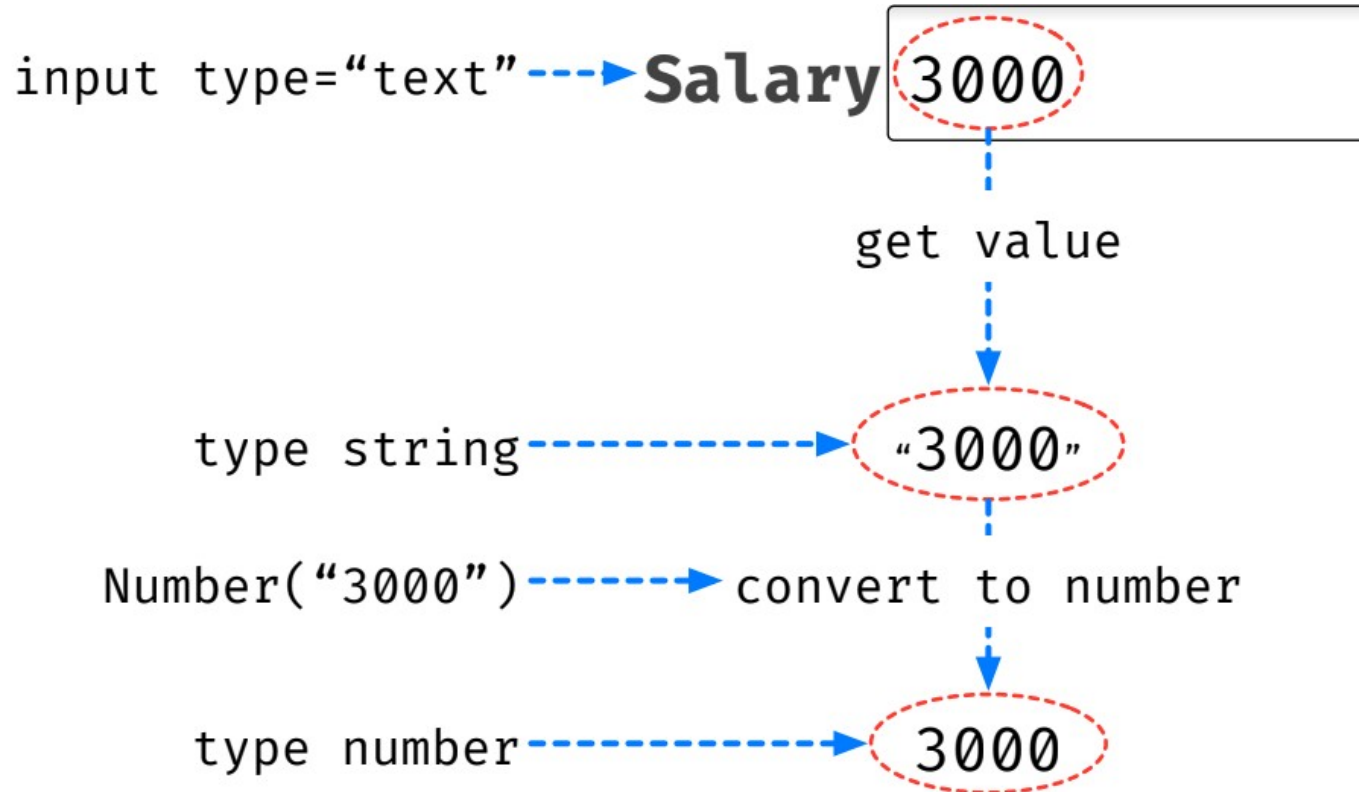 input type=“text” Salary 3000
get value
type string “3000”
Number(“3000”) convert to number
type number 3000